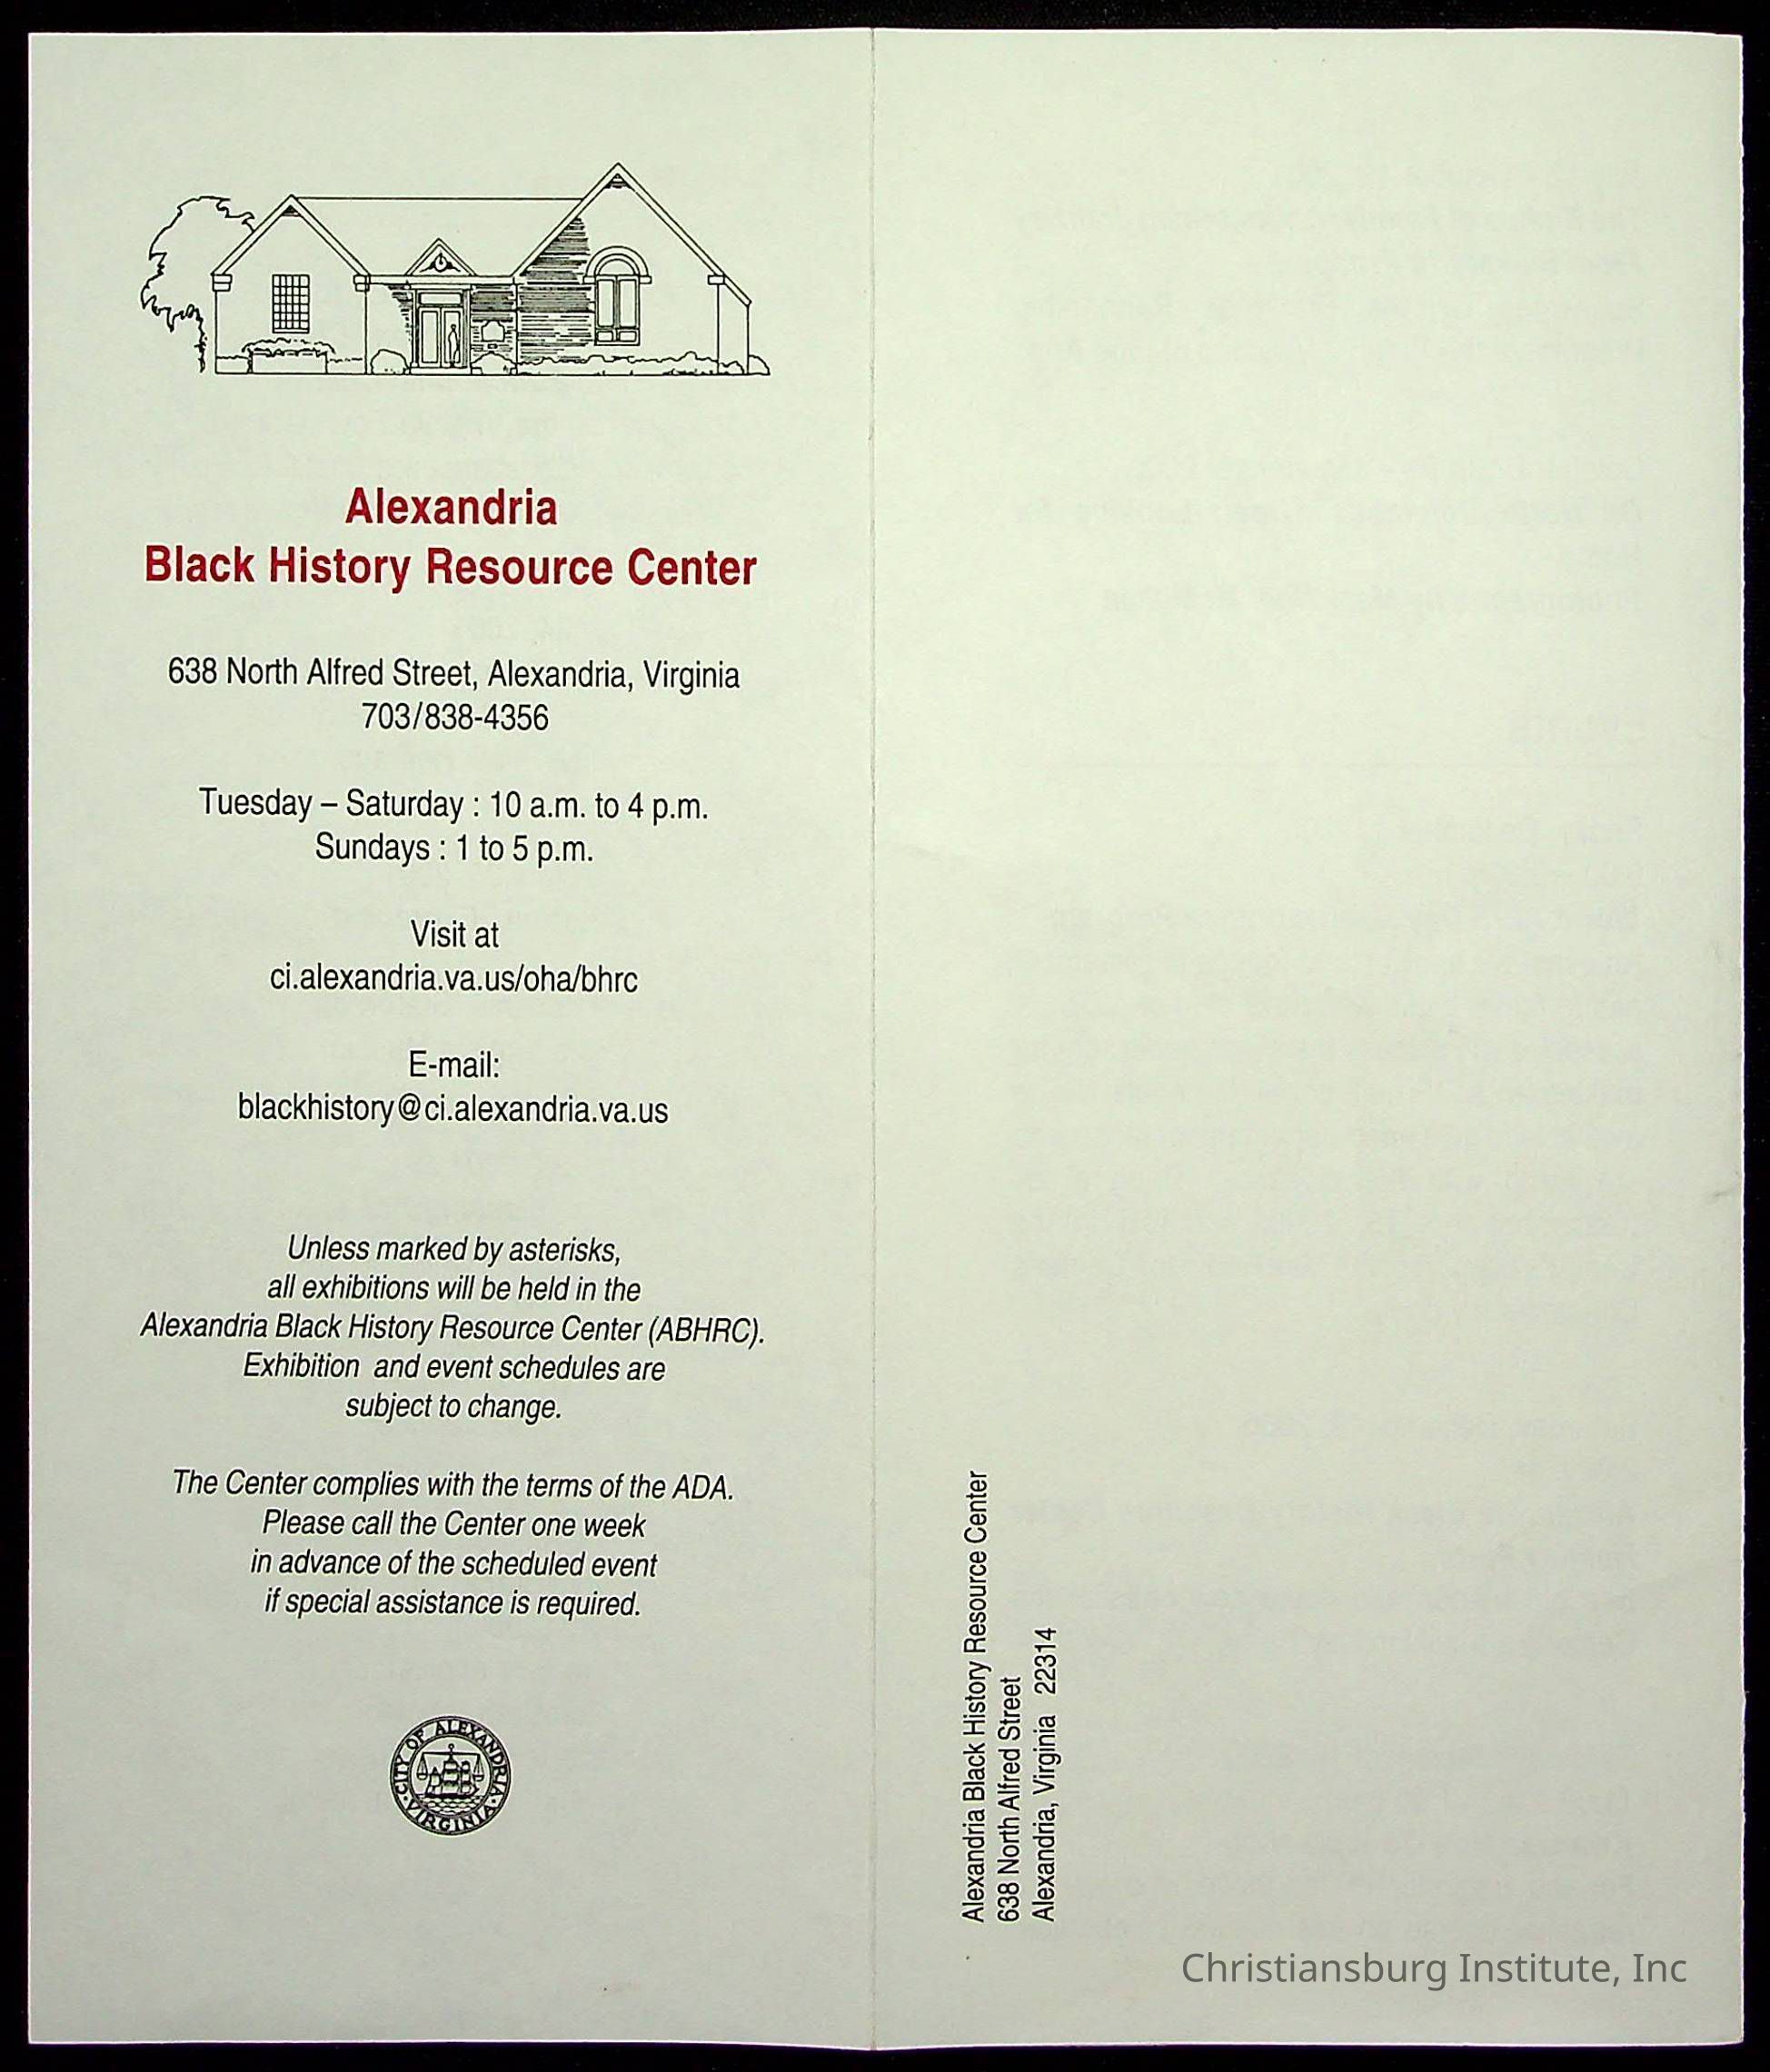 Alexandria
Black History Resource Center
638 North Alfred Street, Alexandria, Virginia
703/838-4356
Tuesday – Saturday : 10 a.m. to 4 p.m.
Sundays : 1 to 5 p.m.
Visit at
ci.alexandria.va.us/oha/bhrc
E-mail:
blackhistory@ci.alexandria.va.us
Unless marked by asterisks,
all exhibitions will be held in the
Alexandria Black History Resource Center (ABHRC).
Exhibition and event schedules are
subject to change.
The Center complies with the terms of the ADA.
Please call the Center one week
in advance of the scheduled event
if special assistance is required.
CITY OF ALEXANDRIA · VIRGINIA ·
Alexandria Black History Resource Center
638 North Alfred Street
Alexandria, Virginia 22314
Christiansburg Institute, Inc